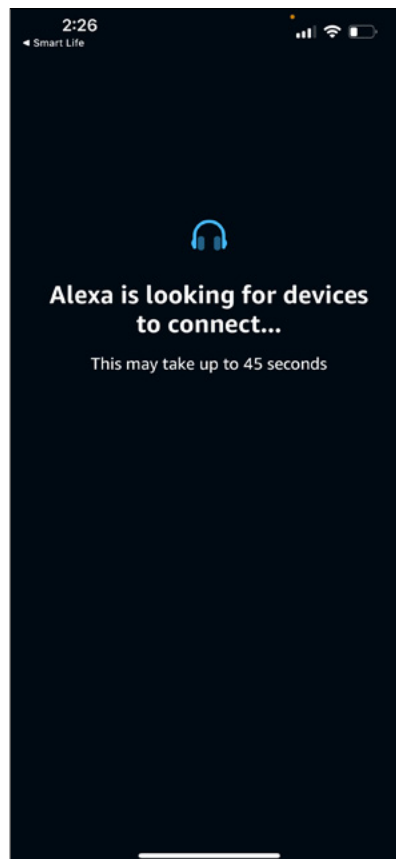 2:26
◀ Smart Life
Alexa is looking for devices
to connect...
This may take up to 45 seconds